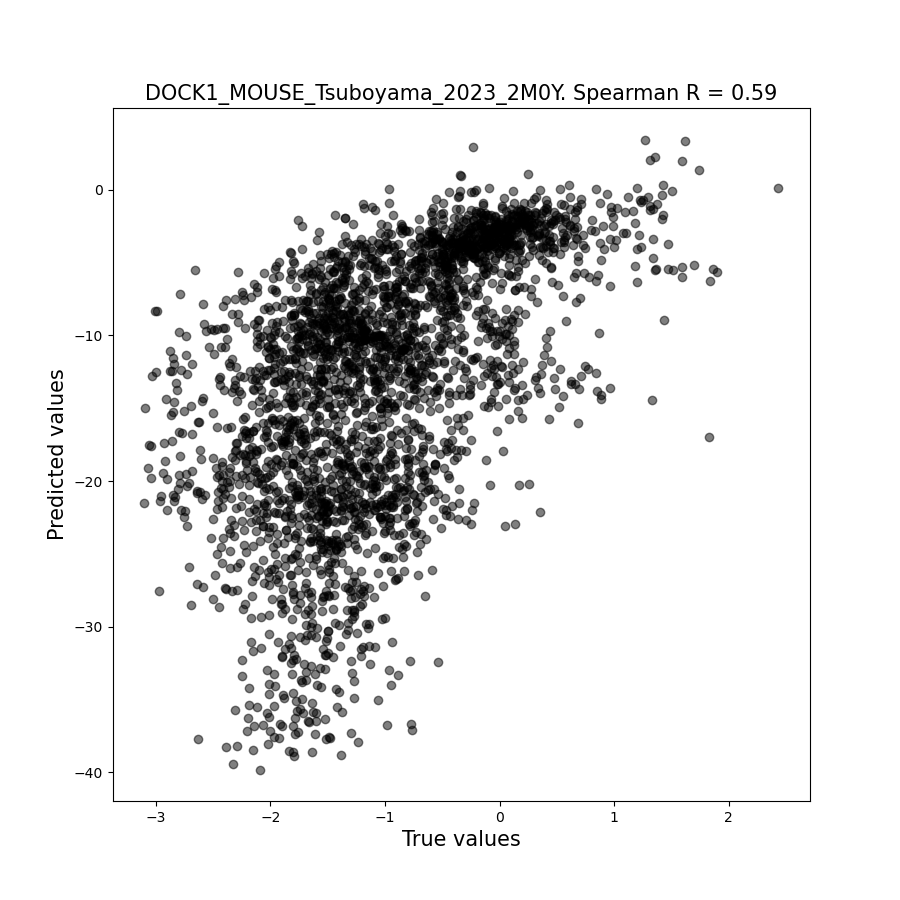 DOCK1_MOUSE_Tsuboyama_2023_2M0Y. Spearman R = 0.59
Predicted values
0
−10
−20
−30
−40
−3 −2 −1 0 1 2
True values